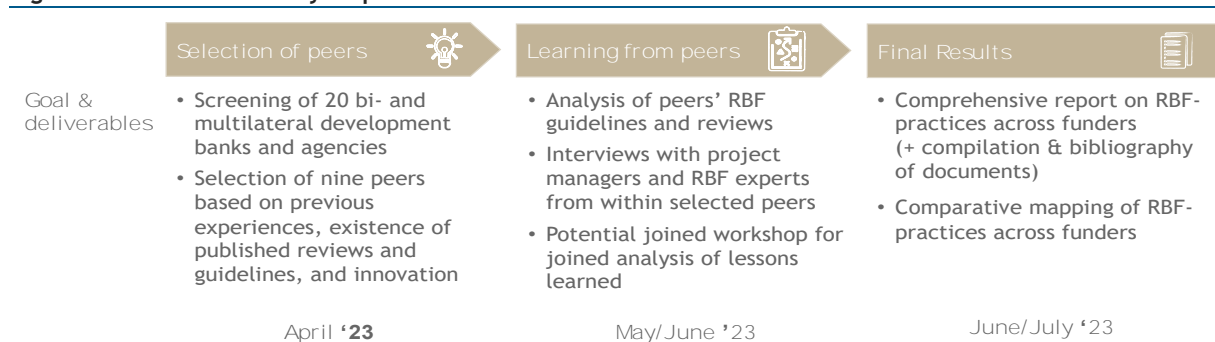 Selection of peers
Learning from peers
Final Results
Goal &
deliverables
• Screening of 20 bi- and
multilateral development
banks and agencies
• Selection of nine peers
based on previous
experiences, existence of
published reviews and
guidelines, and innovation
• Analysis of peers’ RBF
guidelines and reviews
• Interviews with project
managers and RBF experts
from within selected peers
• Potential joined workshop for
joined analysis of lessons
learned
• Comprehensive report on RBF-
practices across funders
(+ compilation & bibliography
of documents)
• Comparative mapping of RBF-
practices across funders
April ‘23
May/June ’23
June/July ‘23